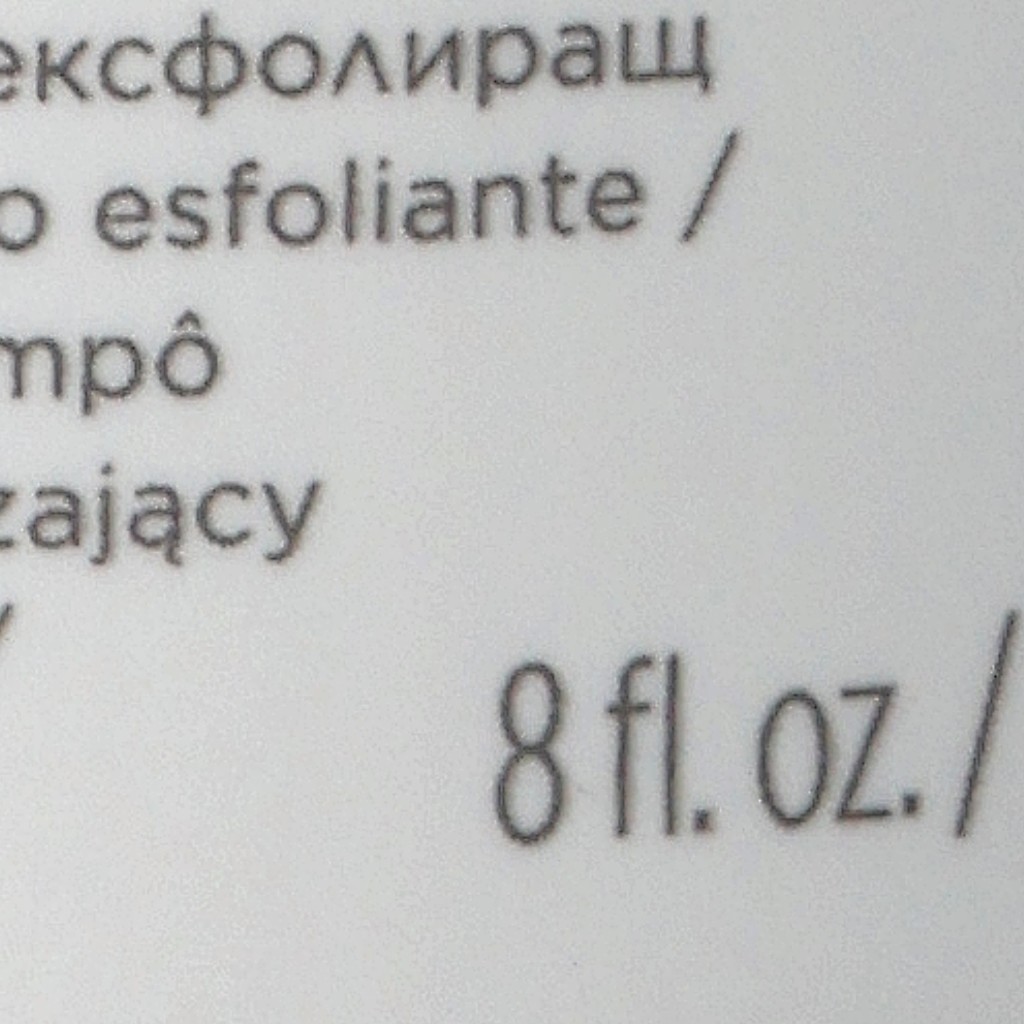 ексфолиращ
o esfoliante /
mpô
zający
/
8 fl. oz. /